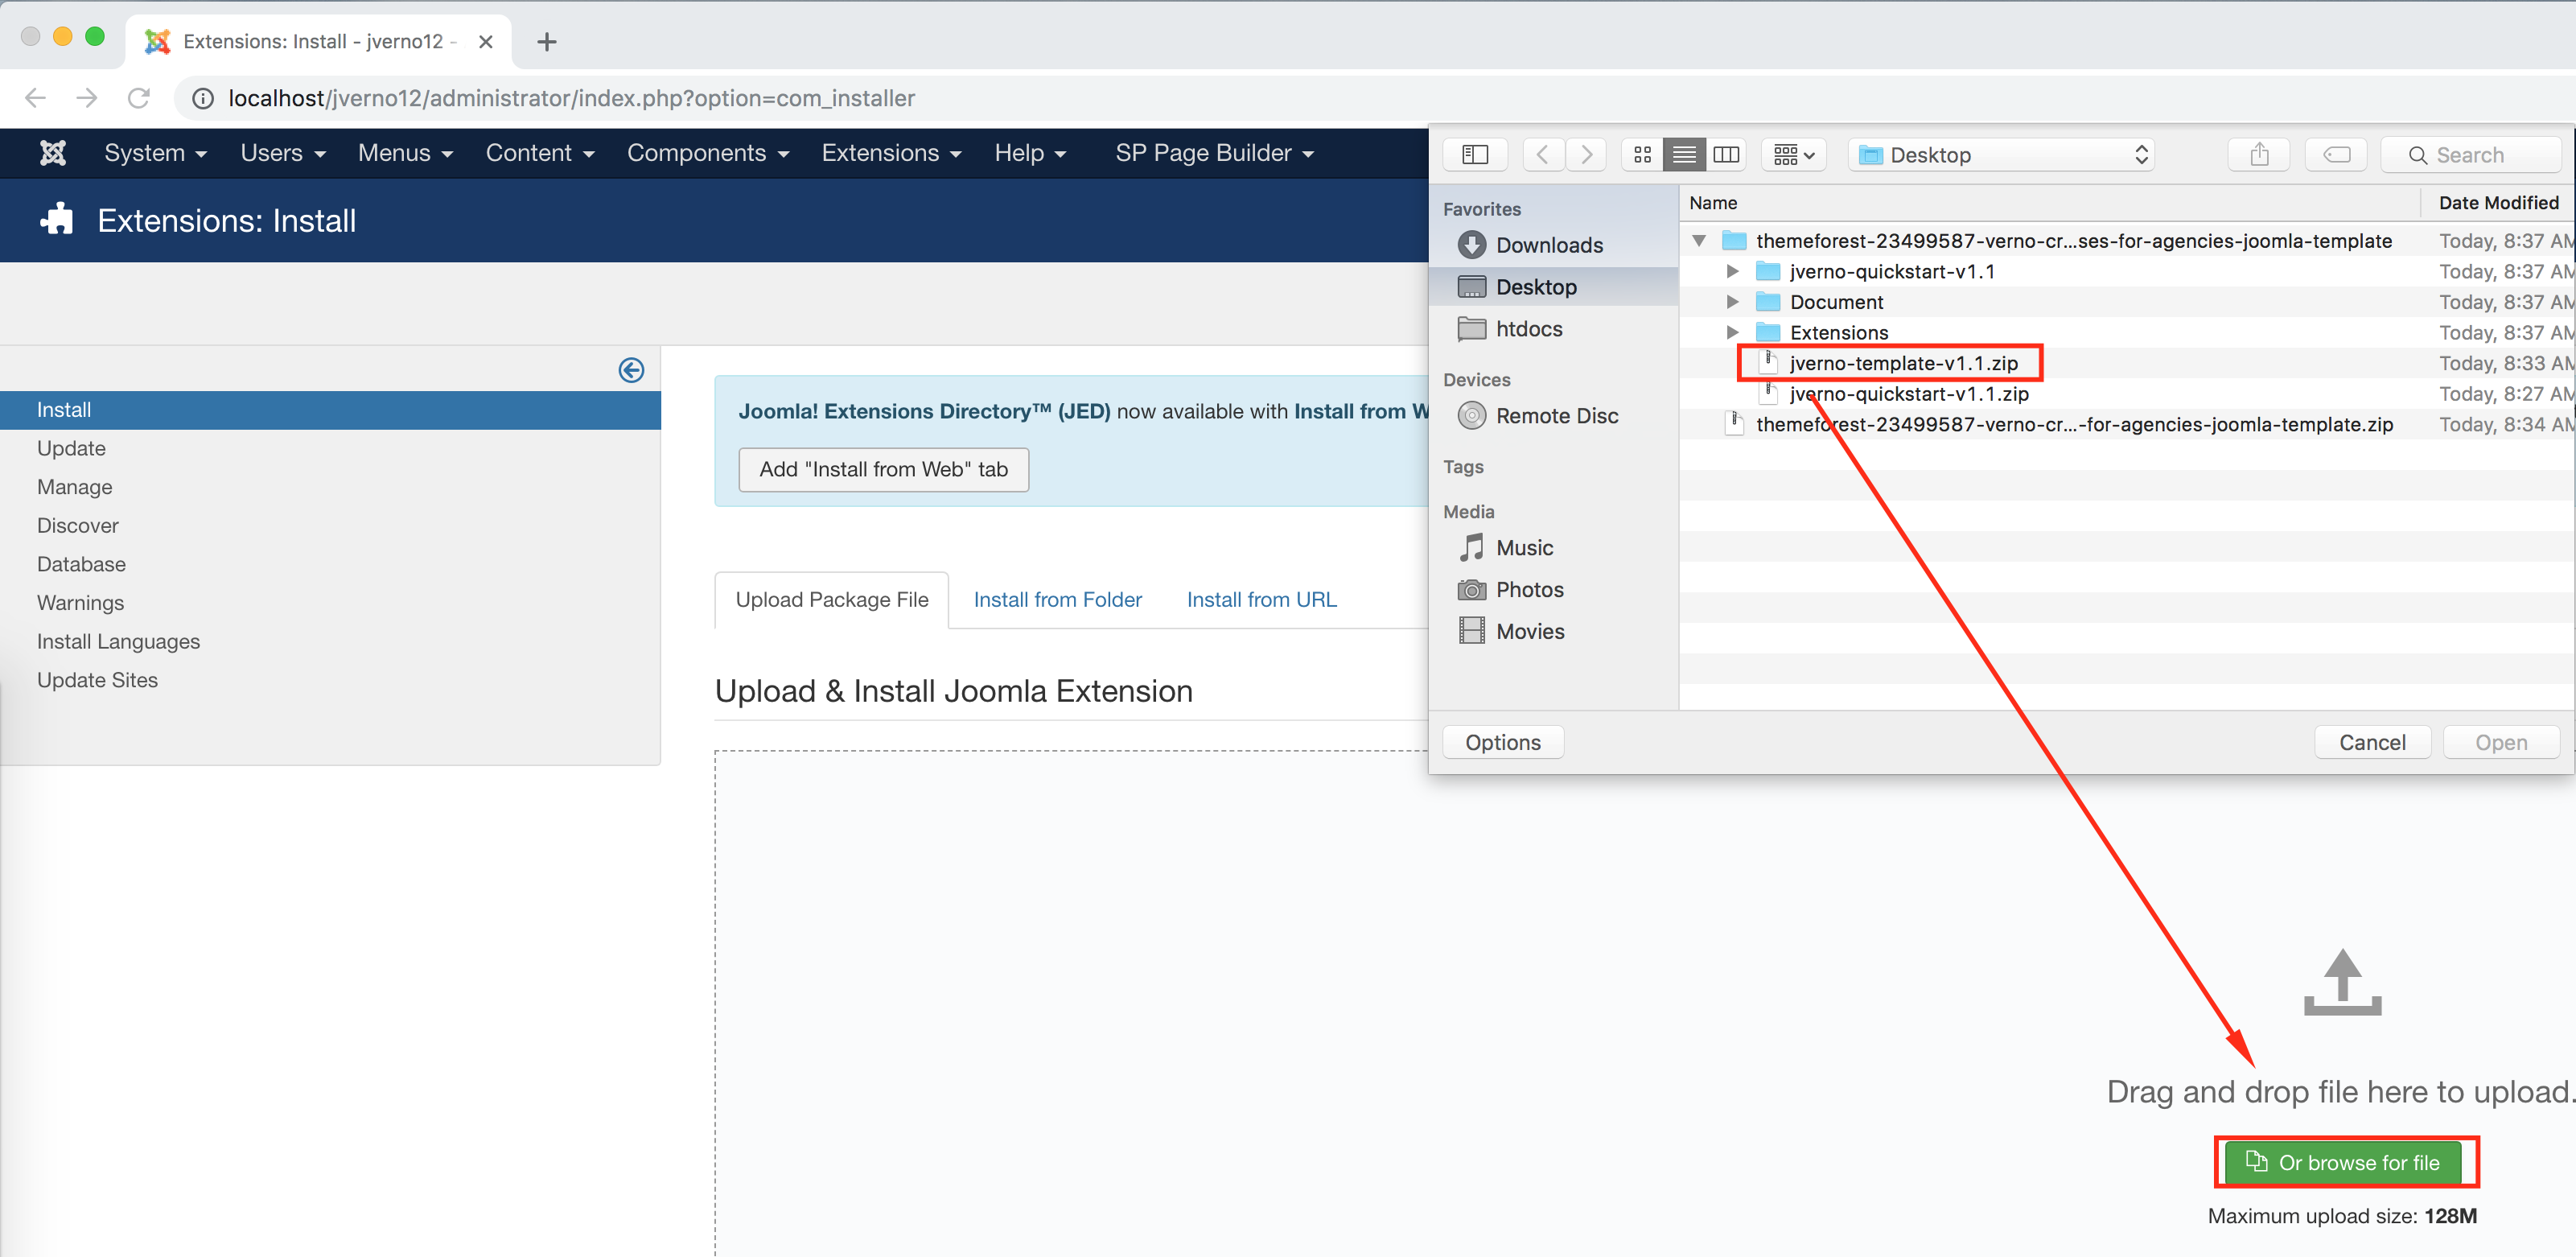 Extensions: Install - jverno12 -
localhost/jverno12/administrator/index.php?option=com_installer
System Users Menus Content Components Extensions Help SP Page Builder
Extensions: Install
Install
Update
Manage
Discover
Database
Warnings
Install Languages
Update Sites
Joomla! Extensions Directory™ (JED) now available with Install from W
Add "Install from Web" tab
Upload Package File Install from Folder Install from URL
Upload & Install Joomla Extension
Desktop Search
Favorites
Downloads
Desktop
htdocs
Devices
Remote Disc
Tags
Media
Music
Photos
Movies
Name Date Modified
themeforest-23499587-verno-cr...ses-for-agencies-joomla-template Today, 8:37 AM
jverno-quickstart-v1.1 Today, 8:37 AM
Document Today, 8:37 AM
Extensions Today, 8:37 AM
jverno-template-v1.1.zip Today, 8:33 AM
jverno-quickstart-v1.1.zip Today, 8:27 AM
themeforest-23499587-verno-cr...-for-agencies-joomla-template.zip Today, 8:34 AM
Options Cancel Open
Drag and drop file here to upload.
Or browse for file
Maximum upload size: 128M